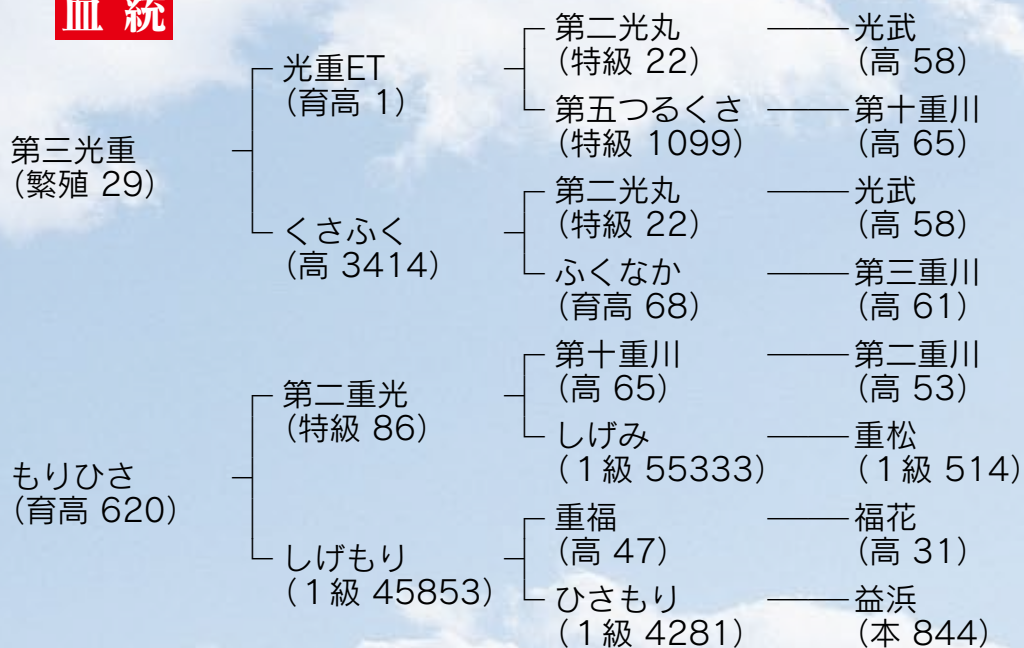 血統
第三光重
（繁殖 29）
光重ET
（育高 1）
第二光丸
（特級 22）
光武
（高 58）
第五つるくさ
（特級 1099）
第十重川
（高 65）
くさふく
（高 3414）
第二光丸
（特級 22）
光武
（高 58）
ふくなか
（育高 68）
第三重川
（高 61）
もりひさ
（育高 620）
第二重光
（特級 86）
第十重川
（高 65）
第二重川
（高 53）
しげみ
（１級 55333）
重松
（１級 514）
しげもり
（１級 45853）
重福
（高 47）
福花
（高 31）
ひさもり
（１級 4281）
益浜
（本 844）